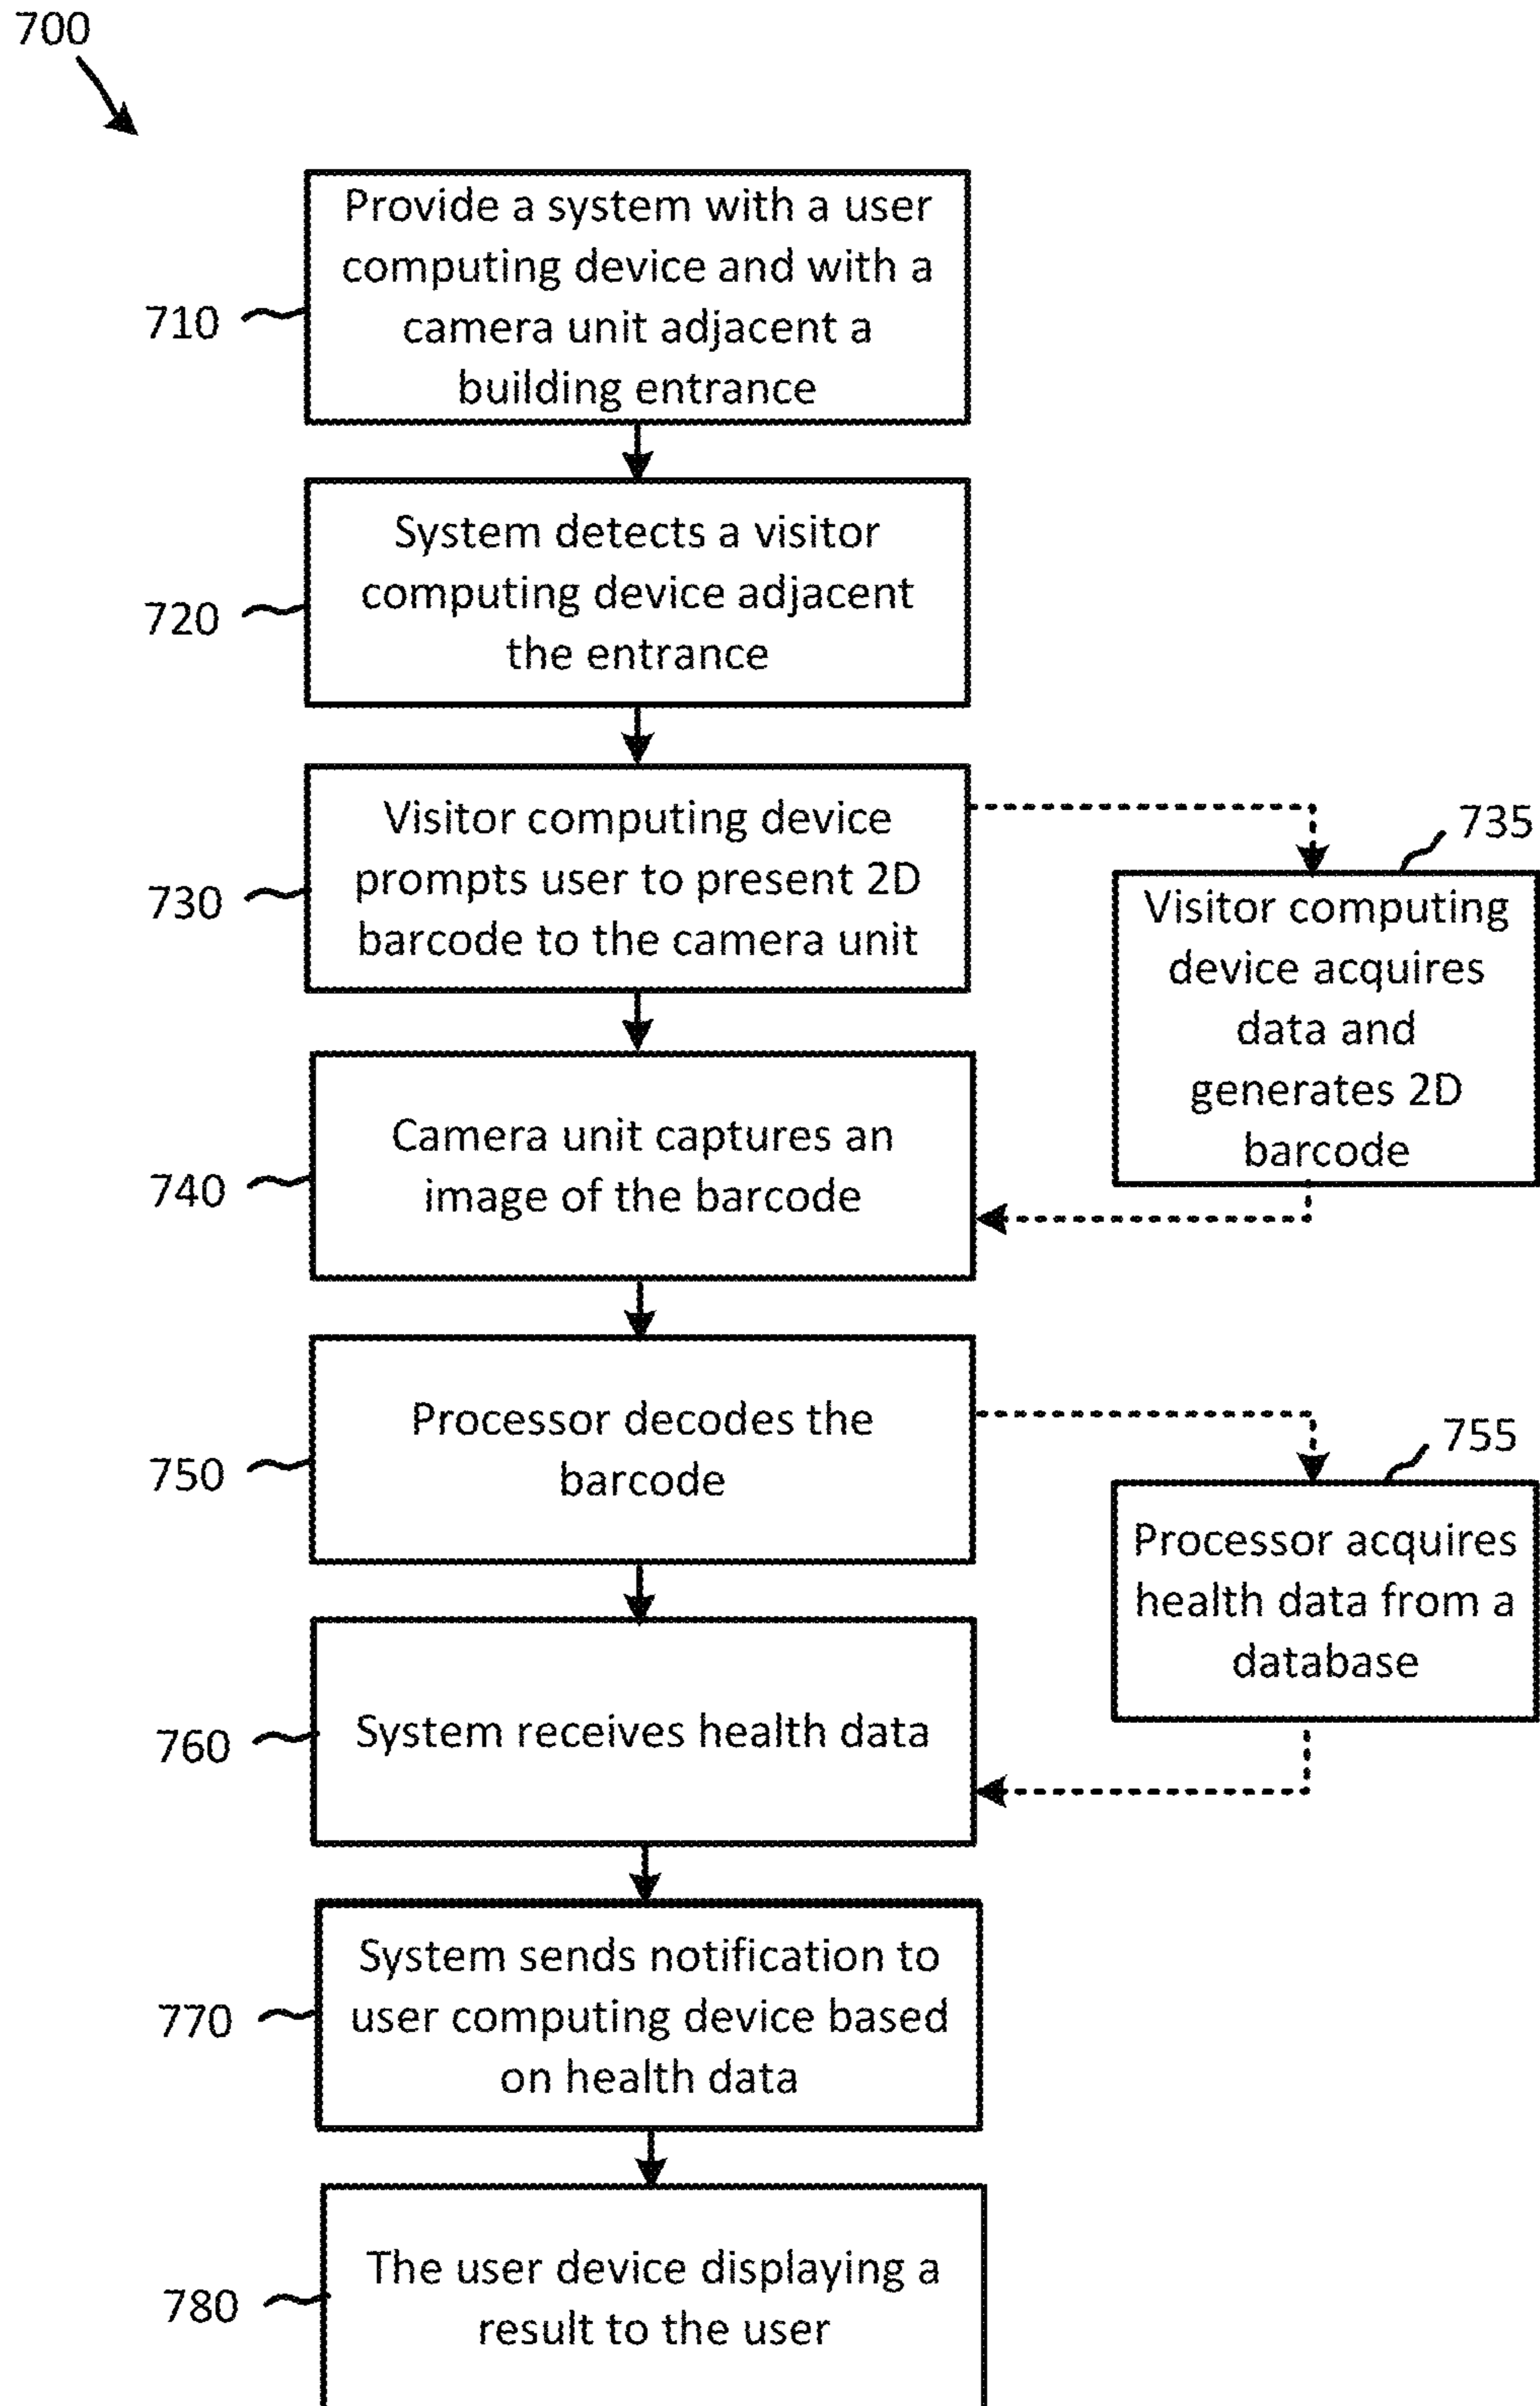 700
Provide a system with a user
computing device and with a
camera unit adjacent a
building entrance
710
System detects a visitor
computing device adjacent
the entrance
720
Visitor computing device
prompts user to present 2D
barcode to the camera unit
730
735
Visitor computing
device acquires
data and
generates 2D
barcode
Camera unit captures an
image of the barcode
740
Processor decodes the
barcode
750
755
Processor acquires
health data from a
database
System receives health data
760
System sends notification to
user computing device based
on health data
770
The user device displaying a
result to the user
780